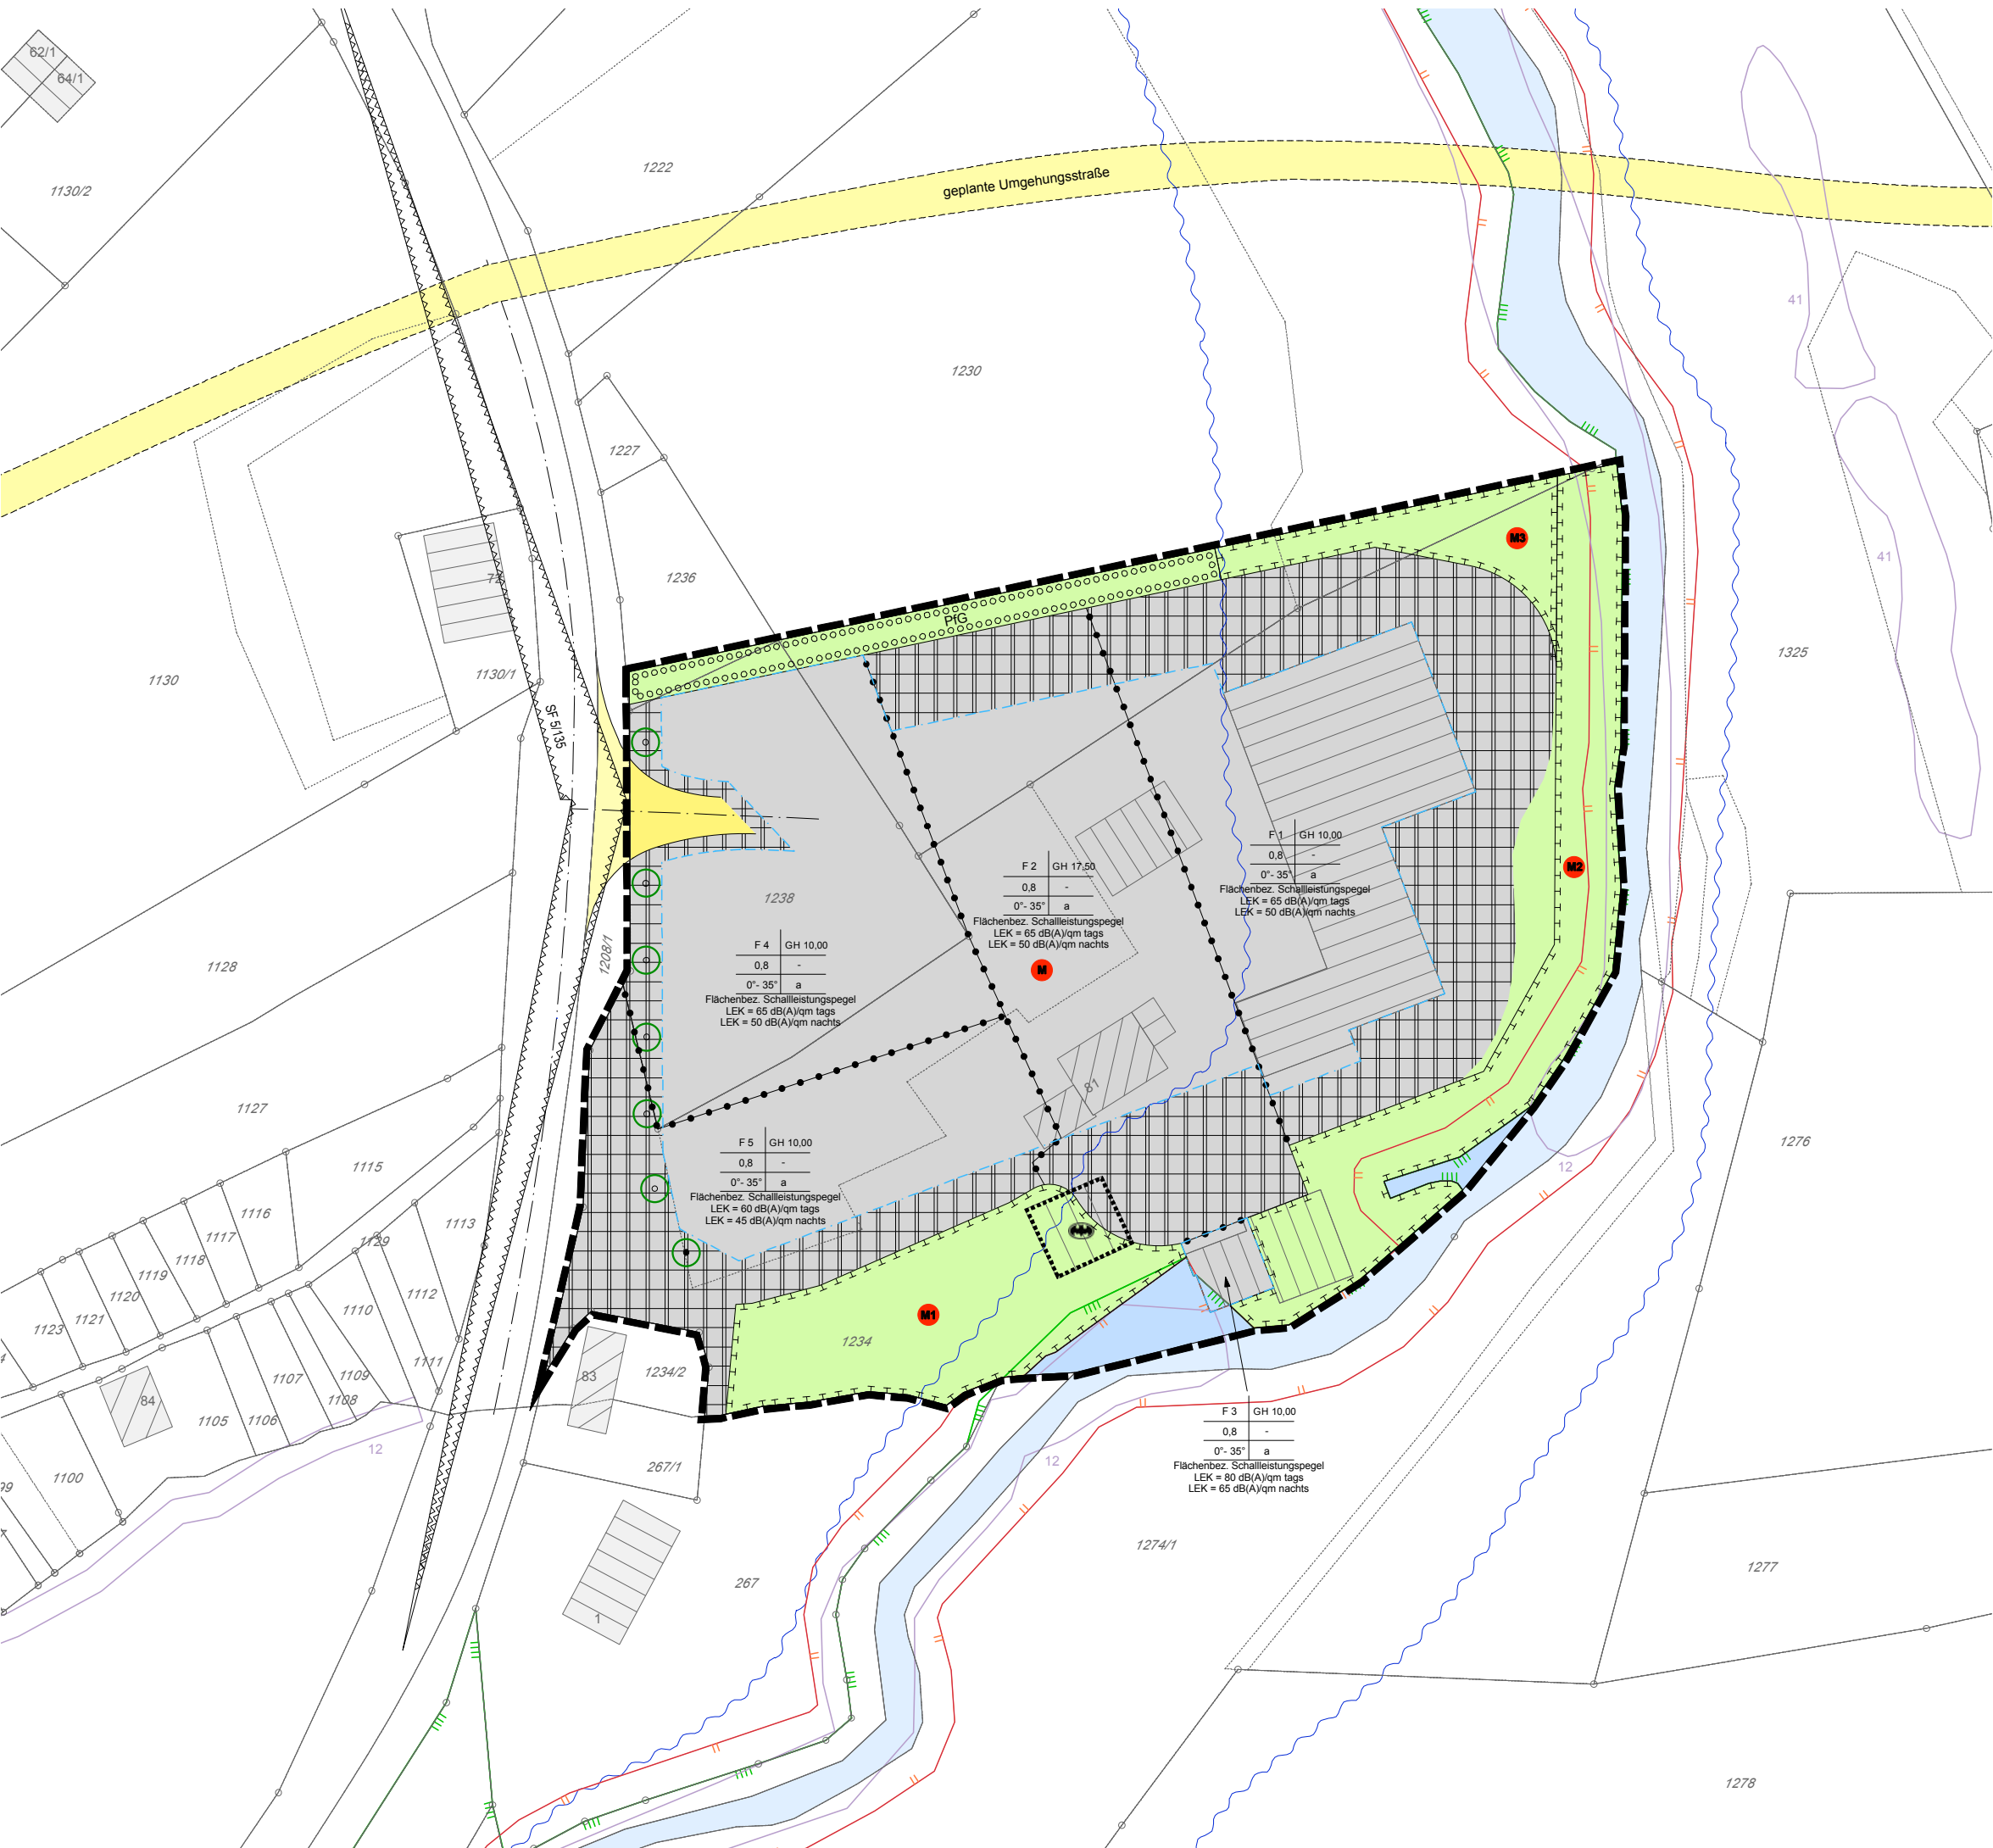 62/1
64/1
1130/2
1222
geplante Umgehungsstraße
41
1230
1227
41
1236
M3
PfG
1130
1130/1
1325
SF 5/135
F 1 GH 10,00
0,8 -
0°- 35° a
Flächenbez. Schallleistungspegel
LEK = 65 dB(A)/qm tags
LEK = 50 dB(A)/qm nachts
F 2 GH 17,50
0,8 -
0°- 35° a
Flächenbez. Schallleistungspegel
LEK = 65 dB(A)/qm tags
LEK = 50 dB(A)/qm nachts
M2
1238
1208/1
F 4 GH 10,00
0,8 -
0°- 35° a
Flächenbez. Schallleistungspegel
LEK = 65 dB(A)/qm tags
LEK = 50 dB(A)/qm nachts
M
1128
81
1127
F 5 GH 10,00
0,8 -
0°- 35° a
Flächenbez. Schallleistungspegel
LEK = 60 dB(A)/qm tags
LEK = 45 dB(A)/qm nachts
1276
12
1115
1116
1113
1117
1129
1118
1119
1112
1120
1110
1121
1123
M1
1234
1111
1109
1107
1108
83
1234/2
84
1105
1106
F 3 GH 10,00
0,8 -
0°- 35° a
Flächenbez. Schallleistungspegel
LEK = 80 dB(A)/qm tags
LEK = 65 dB(A)/qm nachts
12
12
1100
267/1
1274/1
1277
267
1
1278